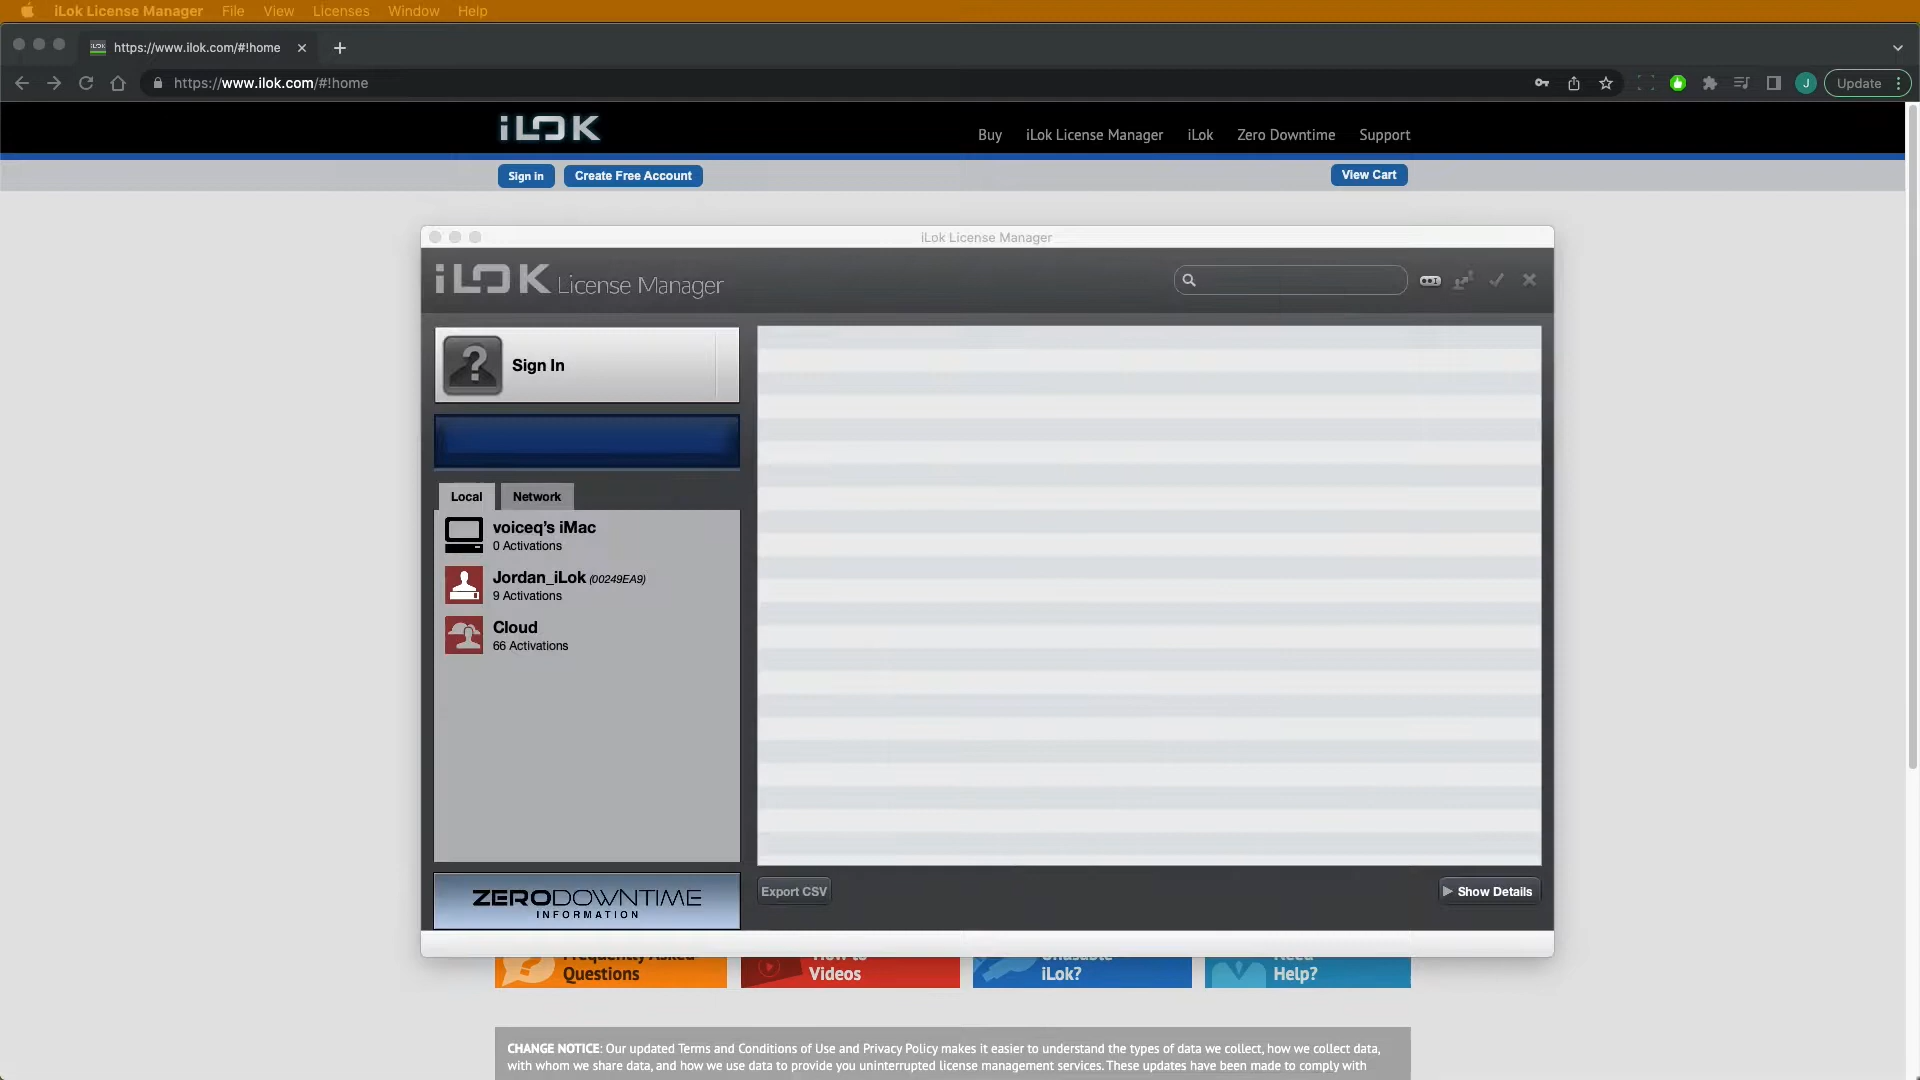 iLok License Manager File View Licenses Window Help
https://www.ilok.com/#!home
https://www.ilok.com/#!home
J
Update
iLOK
Buy iLok License Manager iLok Zero Downtime Support
Sign in Create Free Account View Cart
iLok License Manager
iLOK License Manager
Sign In
Local Network
voiceq's iMac
0 Activations
Jordan_iLok (00249EA9)
9 Activations
Cloud
66 Activations
ZERODOWNTIME
INFORMATION
Export CSV
Show Details
Frequently Asked
Questions
How to
Videos
Unusable
iLok?
Need
Help?
CHANGE NOTICE: Our updated Terms and Conditions of Use and Privacy Policy makes it easier to understand the types of data we collect, how we collect data,
with whom we share data, and how we use data to provide you uninterrupted license management services. These updates have been made to comply with